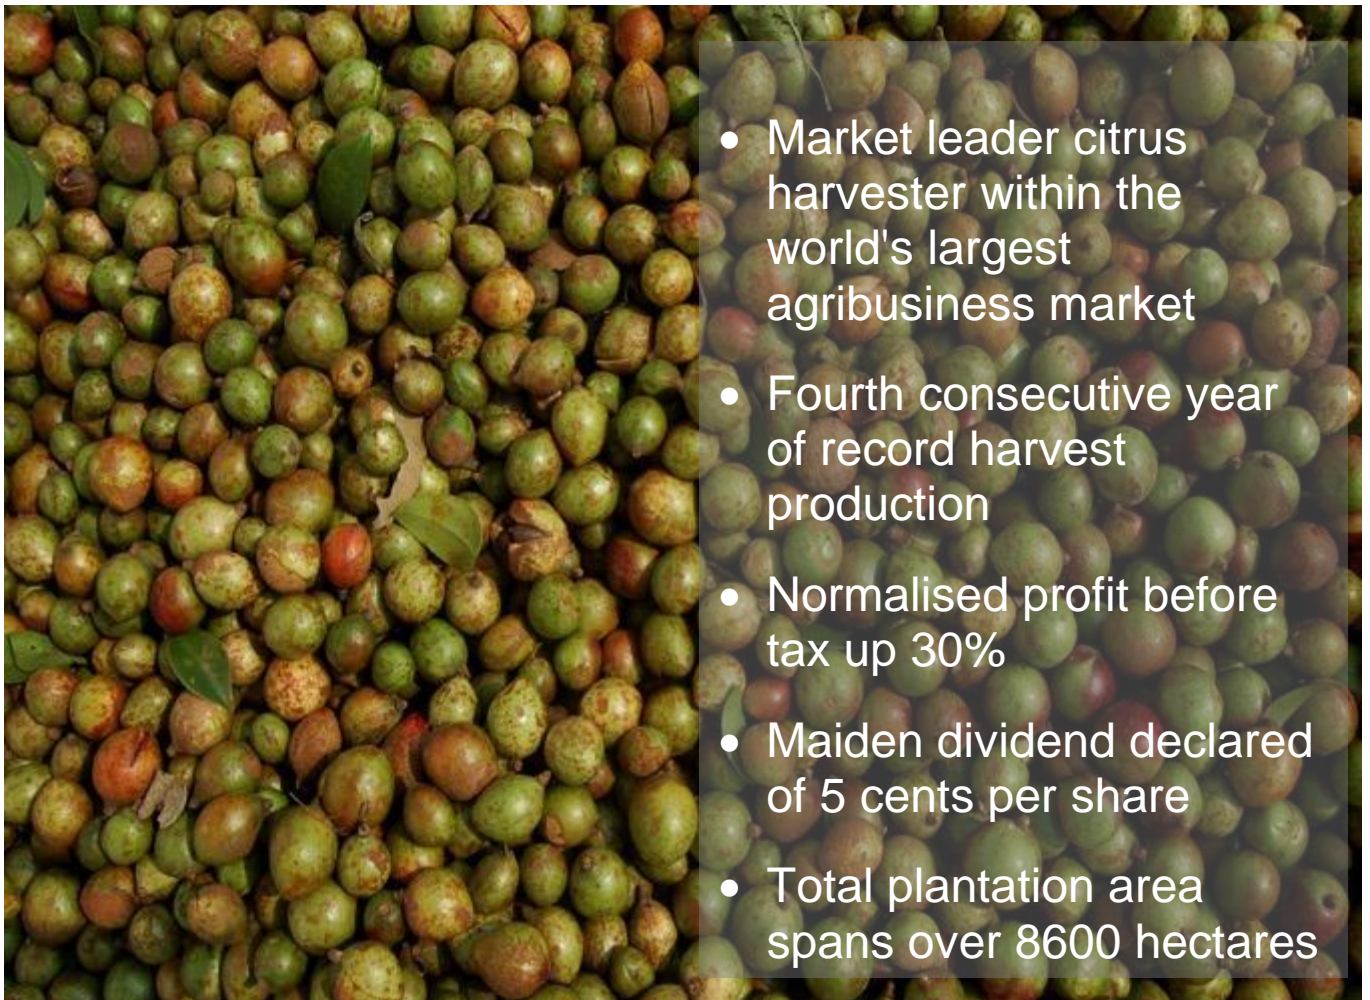 • Market leader citrus
harvester within the
world's largest
agribusiness market
• Fourth consecutive year
of record harvest
production
• Normalised profit before
tax up 30%
• Maiden dividend declared
of 5 cents per share
• Total plantation area
spans over 8600 hectares